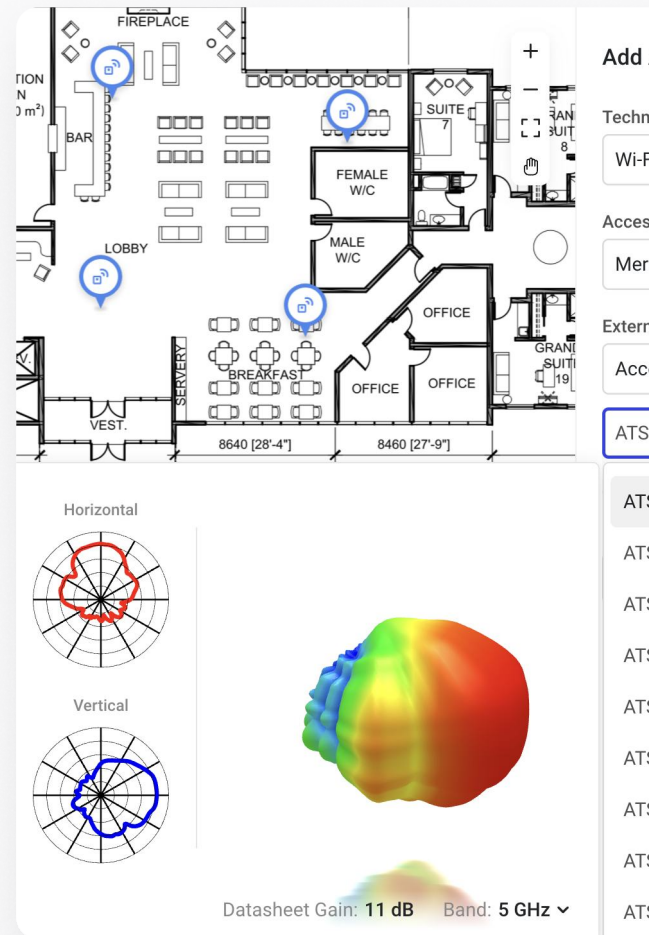 FIREPLACE
TION
N
0 m²)
BAR
LOBBY
FEMALE
W/C
MALE
W/C
SUITE
7
8
OFFICE
OFFICE
OFFICE
GRAND
SUITE
19
SERVERY
BREAKFAST
VEST.
8640 [28'-4"]
8460 [27'-9"]
Add
Techn
Wi-F
Acces
Mer
Extern
Acce
ATS
ATS
ATS
ATS
ATS
ATS
ATS
ATS
ATS
ATS
Horizontal
Vertical
Datasheet Gain: 11 dB
Band: 5 GHz